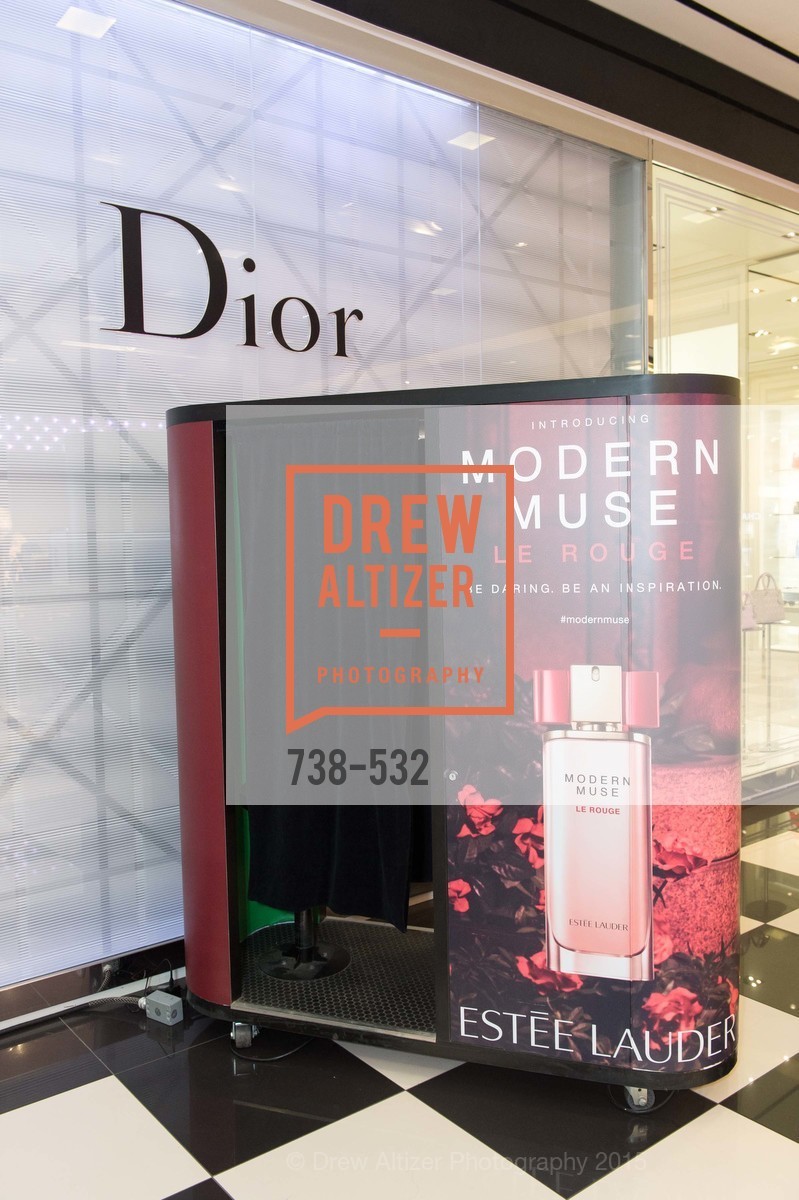 Dior
INTRODUCING
MODERN
MUSE
LE ROUGE
BE DARING. BE AN INSPIRATION.
#modernmuse
DREW
ALTIZER
PHOTOGRAPHY
738-532
MODERN
MUSE
LE ROUGE
ESTĒE LAUDER
ESTĒE LAUDER
© Drew Altizer Photography 2015